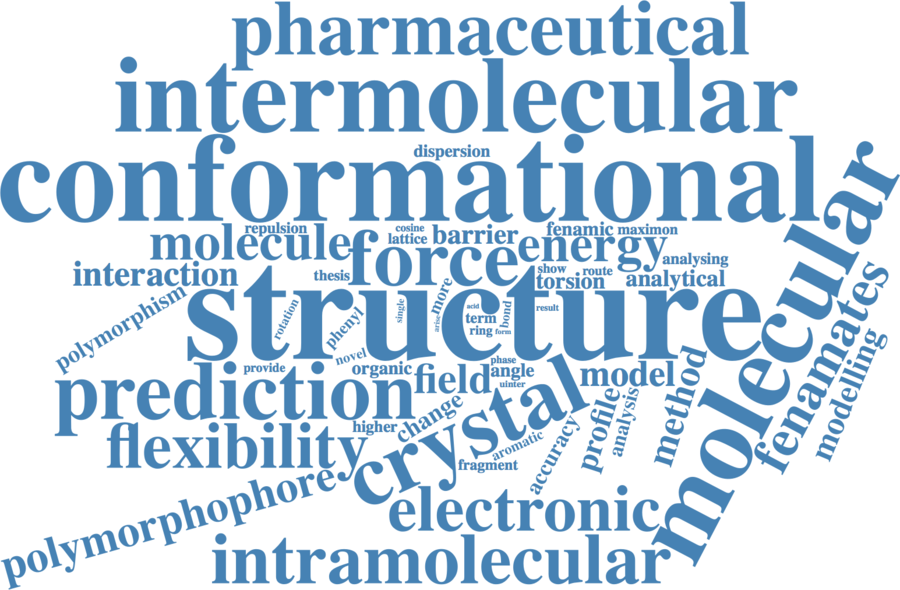 pharmaceutical
intermolecular
conformational
dispersion
molecular
repulsion
cosine
lattice
barrier
fenamic
maximon
molecule
force
energy
analysing
interaction
thesis
show
route
torsion
analytical
structure
polymorphism
rotation
phenyl
single
more
arise
acid
term
ring
form
bond
result
fenamates
modelling
provide
novel
organic
field
phase
angle
uinter
model
method
prediction
crystal
profile
analysis
higher
change
flexibility
aromatic
fragment
accuracy
polymorphophore
electronic
intramolecular